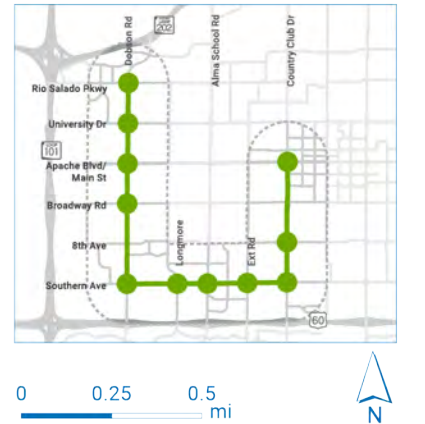 202
Dobson Rd
Alma School Rd
Country Club Dr
Rio Salado Pkwy
University Dr
101
Apache Blvd/
Main St
Broadway Rd
8th Ave
Longmore
Ext Rd
Southern Ave
60
0 0.25 0.5
mi
N